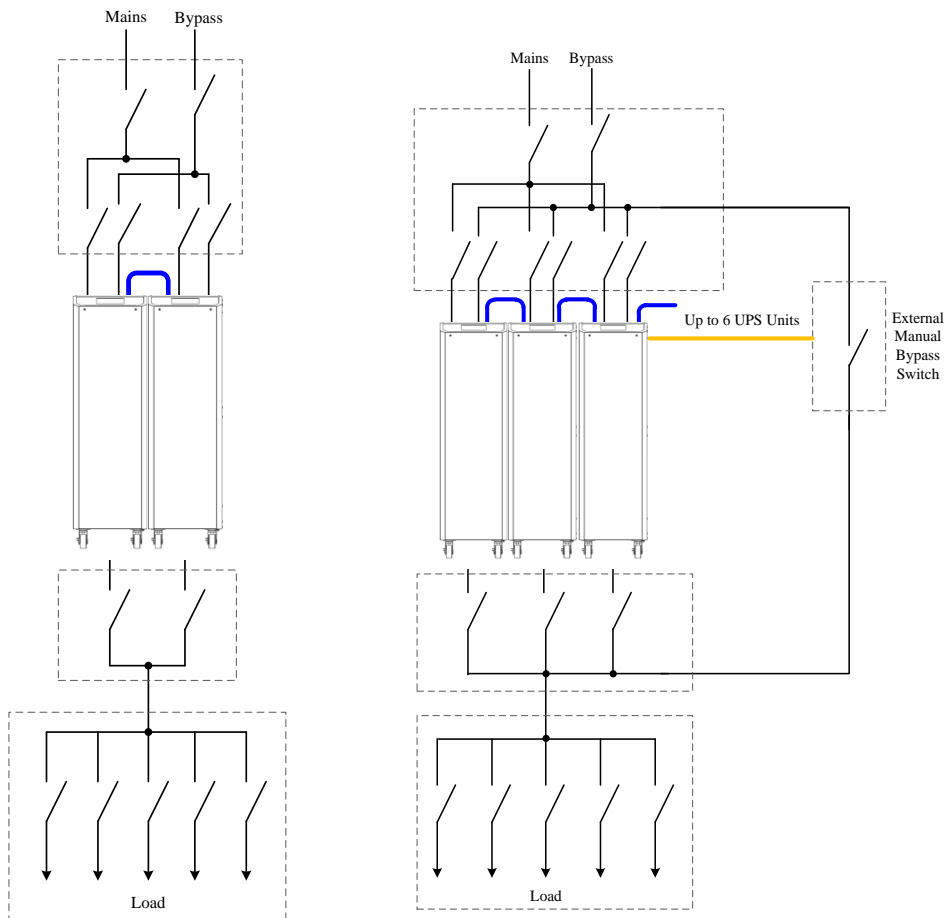 Mains
Bypass
Mains
Bypass
Up to 6 UPS Units
External
Manual
Bypass
Switch
Load
Load